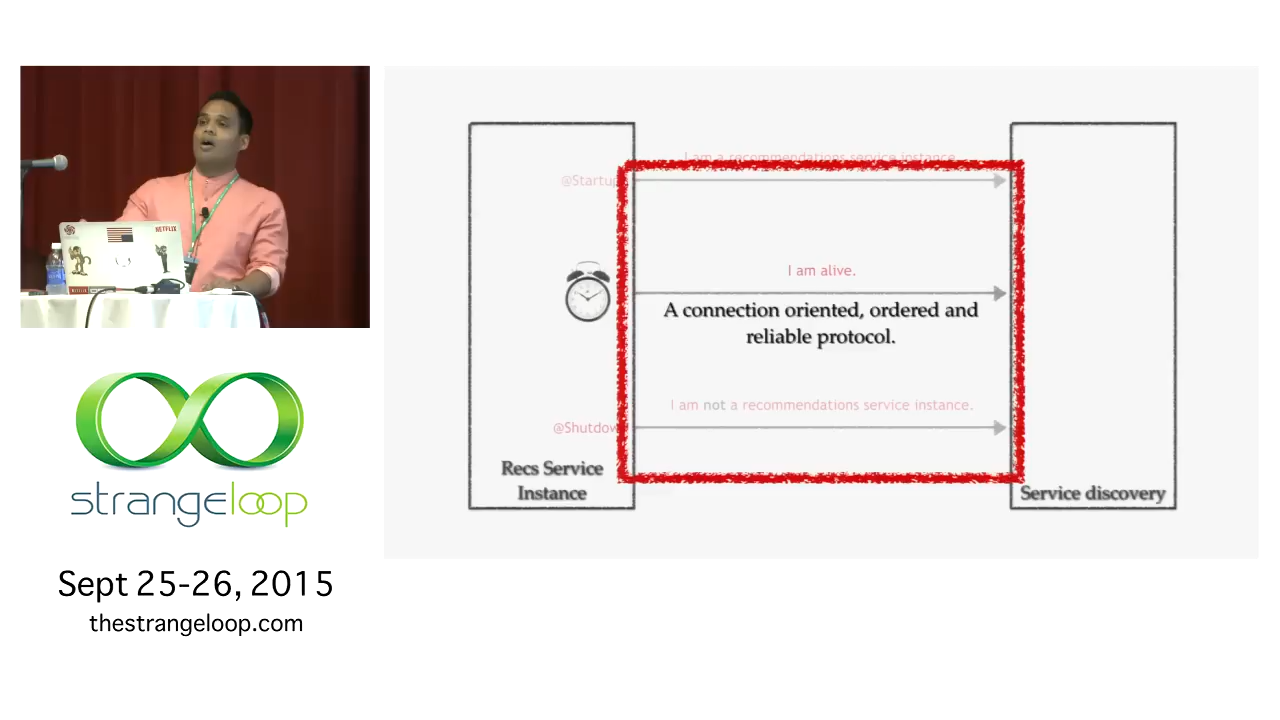 NETFLIX
I am a recommendations service instance.
@Startup
I am alive.
A connection oriented, ordered and
reliable protocol.
I am not a recommendations service instance.
@Shutdow
Recs Service
Instance
Service discovery
strangeloop
Sept 25-26, 2015
thestrangeloop.com